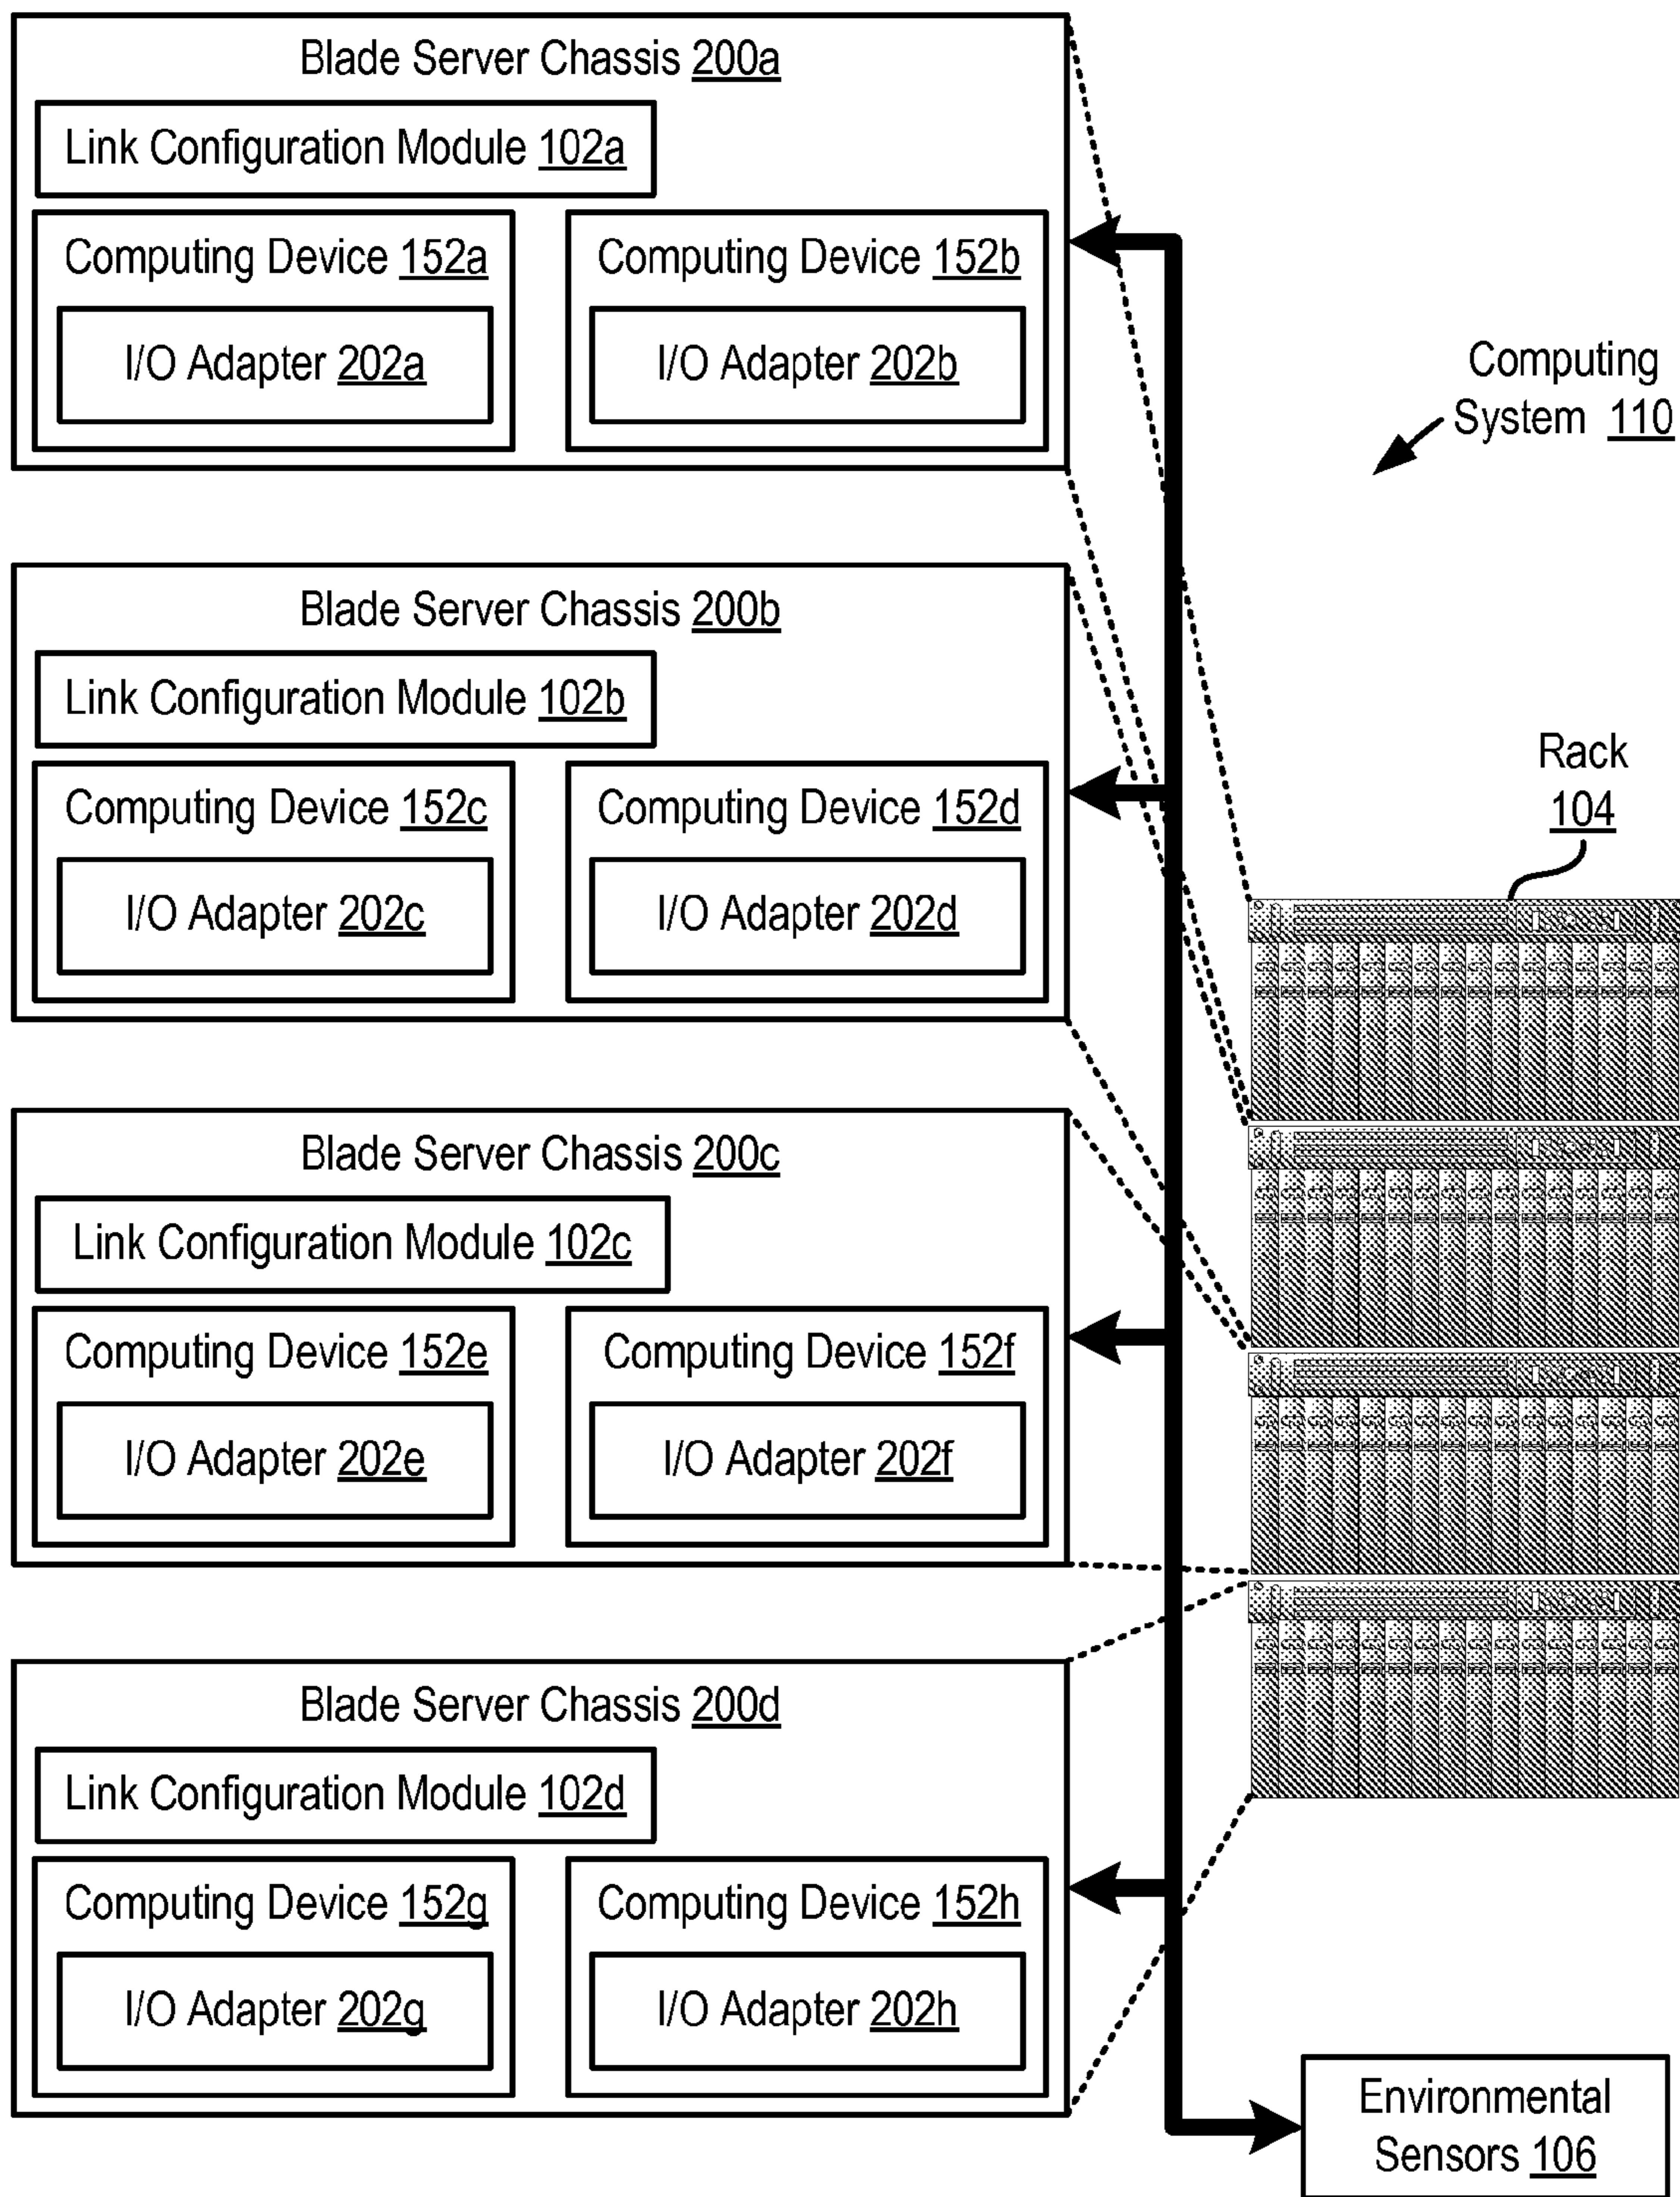 Blade Server Chassis 200a
Link Configuration Module 102a
Computing Device 152a
I/O Adapter 202a
Computing Device 152b
I/O Adapter 202b
Blade Server Chassis 200b
Link Configuration Module 102b
Computing Device 152c
I/O Adapter 202c
Computing Device 152d
I/O Adapter 202d
Blade Server Chassis 200c
Link Configuration Module 102c
Computing Device 152e
I/O Adapter 202e
Computing Device 152f
I/O Adapter 202f
Blade Server Chassis 200d
Link Configuration Module 102d
Computing Device 152g
I/O Adapter 202g
Computing Device 152h
I/O Adapter 202h
Computing
System 110
Rack
104
Environmental
Sensors 106